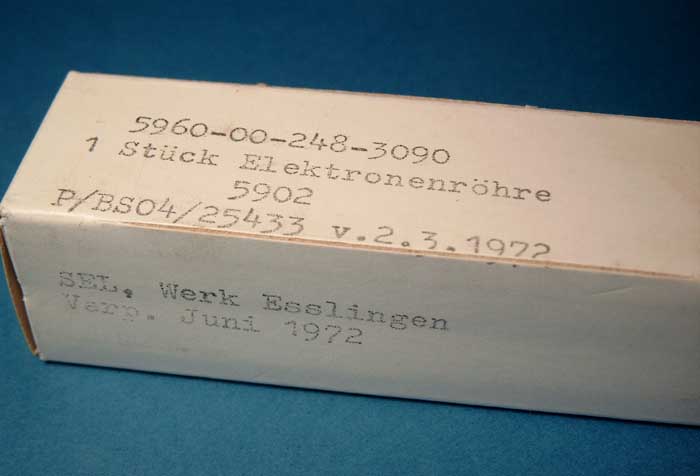 5960-00-248-3090
1 Stück Elektronenröhre
5902
P/BS04/25433 v.2.3.1972
SEL, Werk Esslingen
Verp. Juni 1972